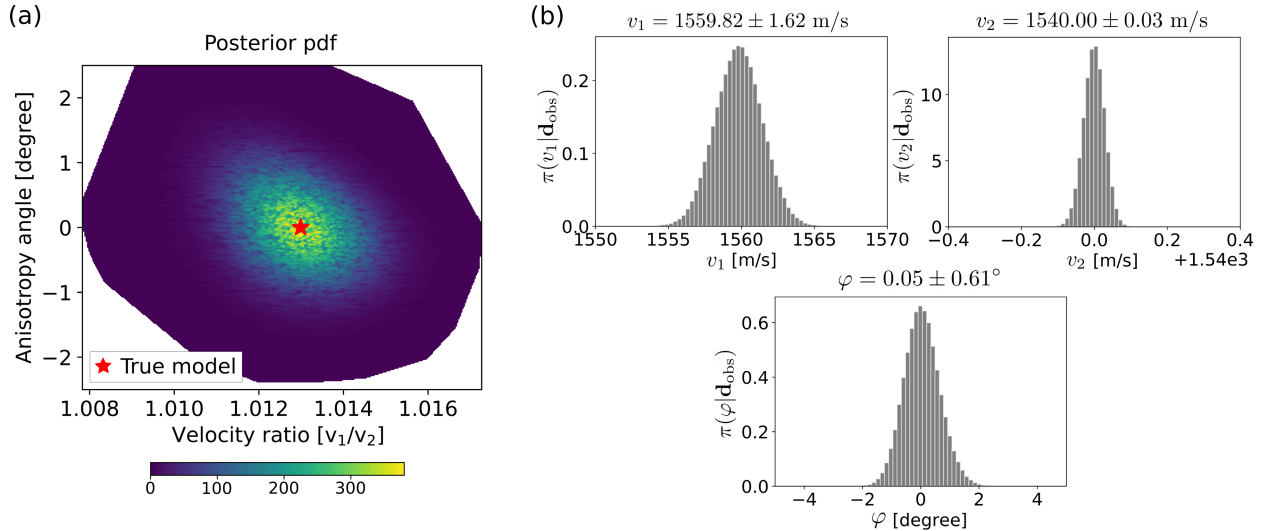 (a)
Posterior pdf
Anisotropy angle [degree]
2
1
0
−1
−2
★ True model
1.008 1.010 1.012 1.014 1.016
Velocity ratio [v₁/v₂]
0 100 200 300
(b)
v₁ = 1559.82 ± 1.62 m/s
π(v₁|d_obs)
0.2
0.1
0.0
1550 1555 1560 1565 1570
v₁ [m/s]
v₂ = 1540.00 ± 0.03 m/s
π(v₂|d_obs)
10
5
0
−0.4 −0.2 0.0 0.2 0.4
v₂ [m/s]
+1.54e3
φ = 0.05 ± 0.61°
π(φ|d_obs)
0.6
0.4
0.2
0.0
−4 −2 0 2 4
φ [degree]